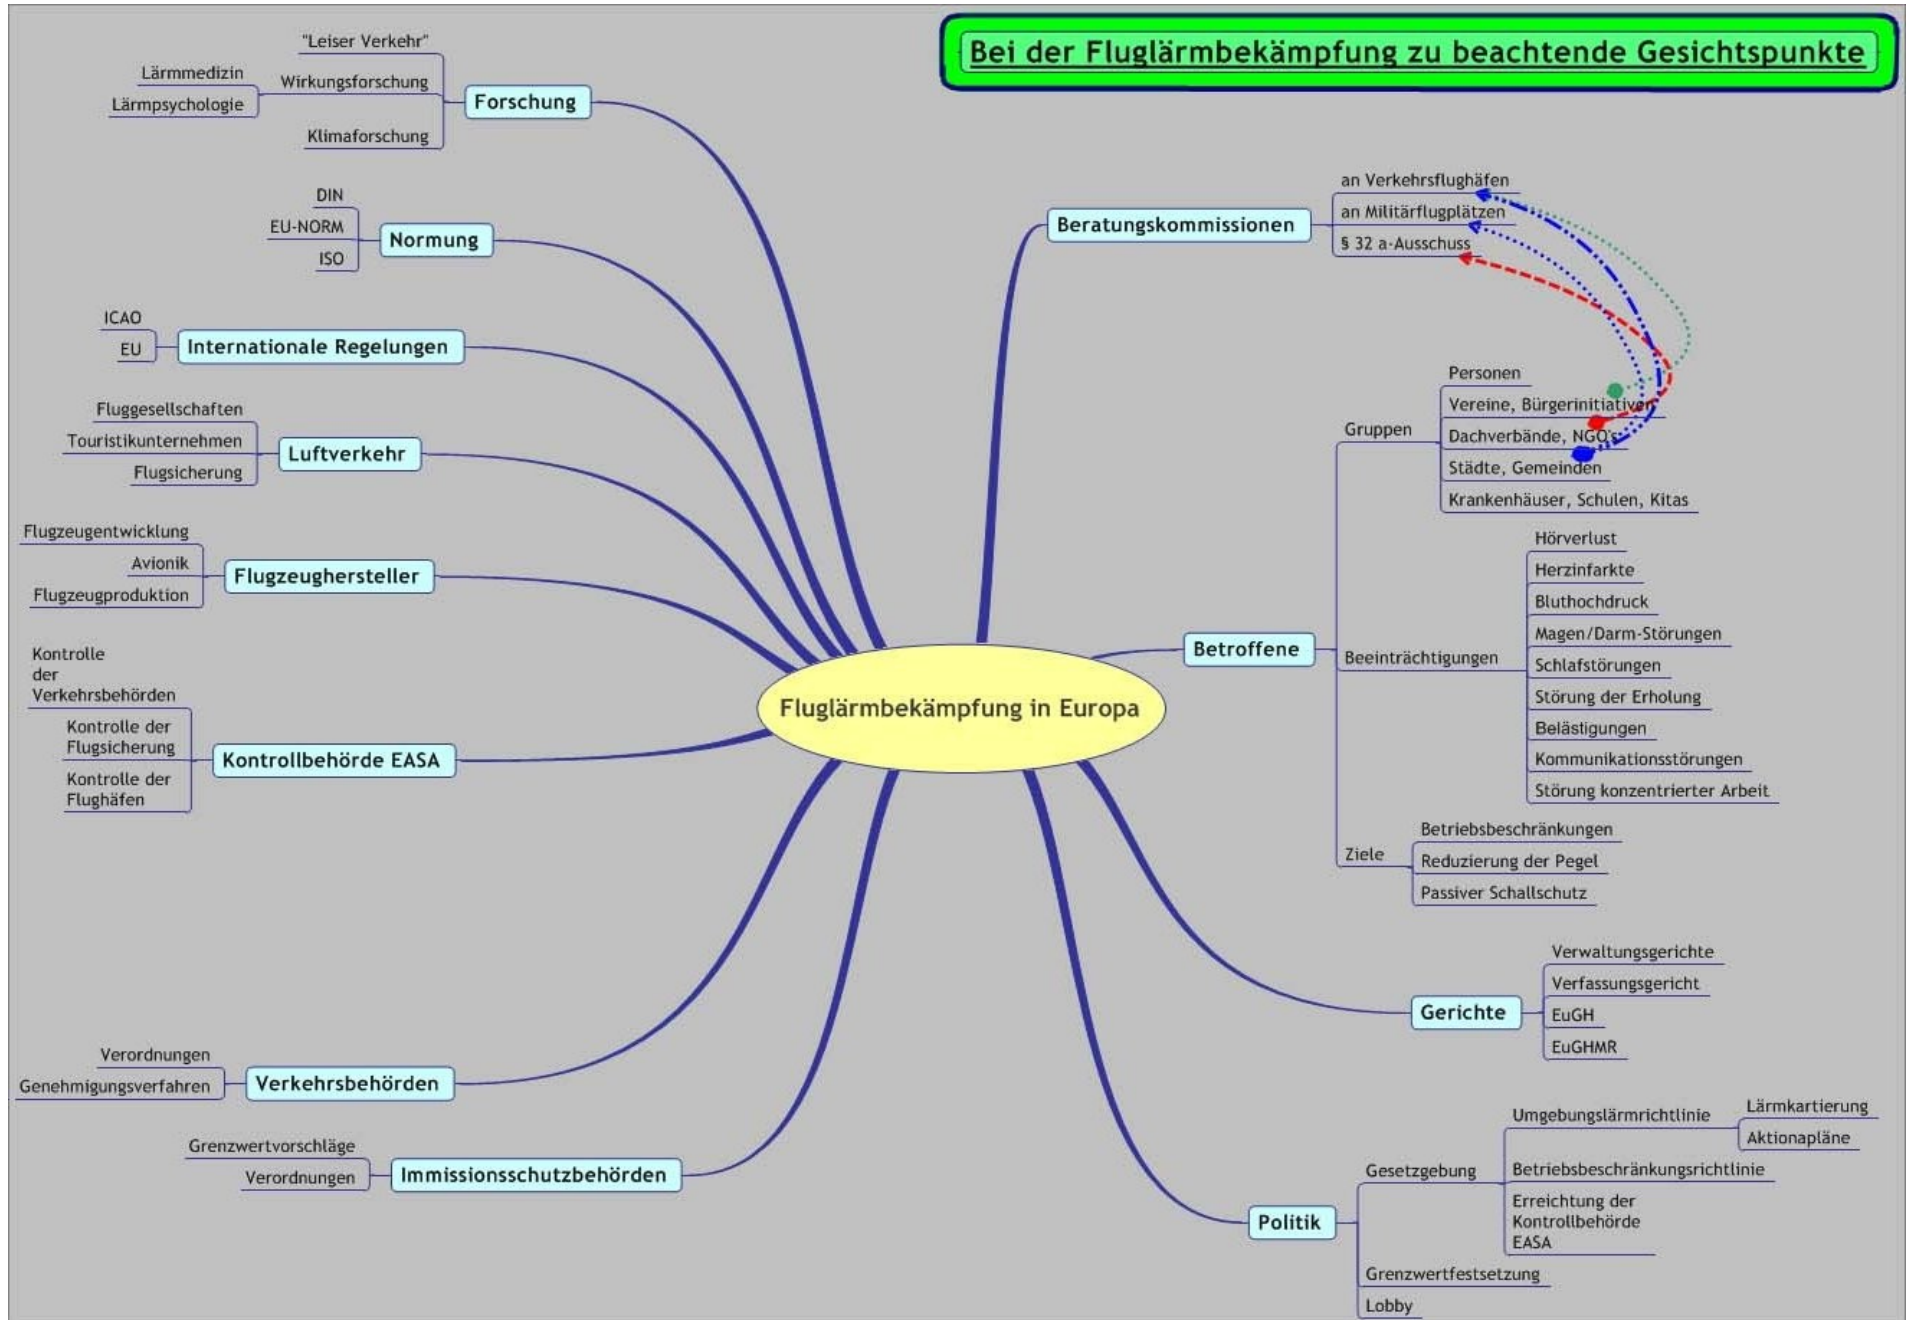 Bei der Fluglärmbekämpfung zu beachtende Gesichtspunkte
Fluglärmbekämpfung in Europa
Forschung
"Leiser Verkehr"
Wirkungsforschung
Lärmmedizin
Lärmpsychologie
Klimaforschung
Normung
DIN
EU-NORM
ISO
Internationale Regelungen
ICAO
EU
Luftverkehr
Fluggesellschaften
Touristikunternehmen
Flugsicherung
Flugzeughersteller
Flugzeugentwicklung
Avionik
Flugzeugproduktion
Kontrollbehörde EASA
Kontrolle
der
Verkehrsbehörden
Kontrolle der
Flugsicherung
Kontrolle der
Flughäfen
Verkehrsbehörden
Verordnungen
Genehmigungsverfahren
Immissionsschutzbehörden
Grenzwertvorschläge
Verordnungen
Beratungskommissionen
an Verkehrsflughäfen
an Militärflugplätzen
§ 32 a-Ausschuss
Betroffene
Gruppen
Personen
Vereine, Bürgerinitiativen
Dachverbände, NGO's
Städte, Gemeinden
Krankenhäuser, Schulen, Kitas
Beeinträchtigungen
Hörverlust
Herzinfarkte
Bluthochdruck
Magen/Darm-Störungen
Schlafstörungen
Störung der Erholung
Belästigungen
Kommunikationsstörungen
Störung konzentrierter Arbeit
Ziele
Betriebsbeschränkungen
Reduzierung der Pegel
Passiver Schallschutz
Gerichte
Verwaltungsgerichte
Verfassungsgericht
EuGH
EuGHMR
Politik
Gesetzgebung
Umgebungslärmrichtlinie
Lärmkartierung
Aktionapläne
Betriebsbeschränkungsrichtlinie
Erreichtung der
Kontrollbehörde
EASA
Grenzwertfestsetzung
Lobby